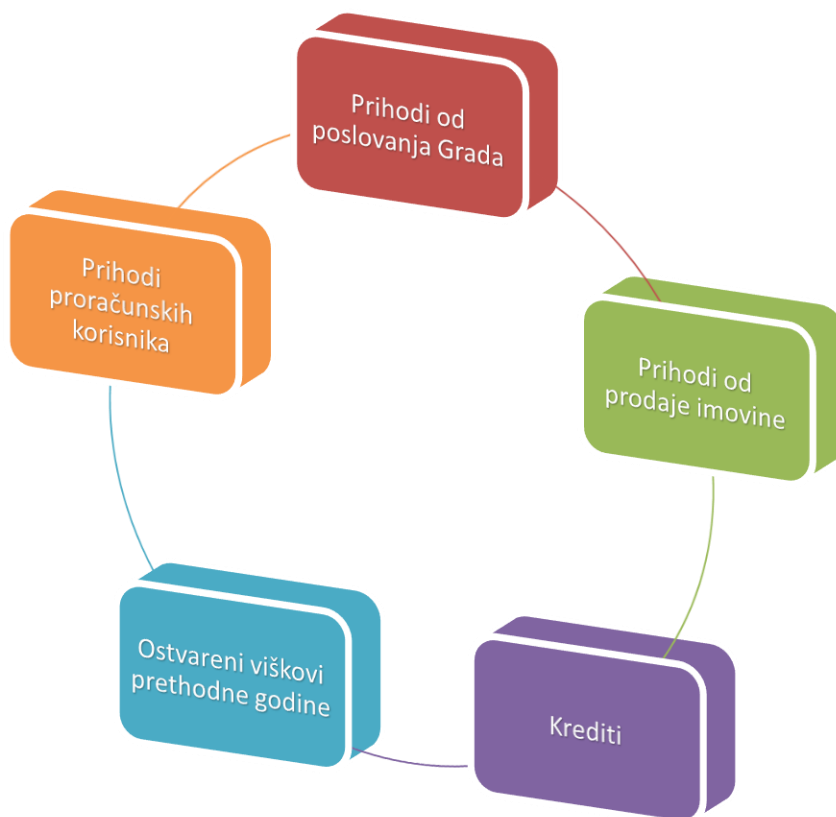 Prihodi od
poslovanja Grada
Prihodi od
prodaje imovine
Krediti
Ostvareni viškovi
prethodne godine
Prihodi
proračunskih
korisnika